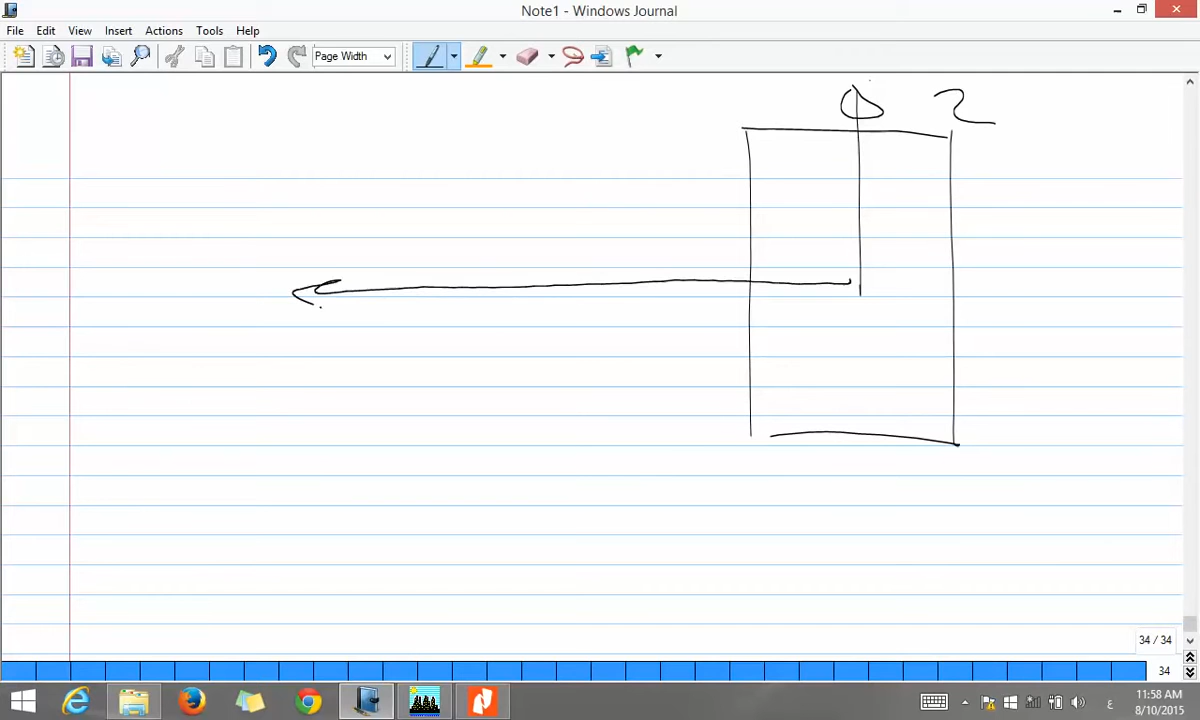 Note1 - Windows Journal
File Edit View Insert Actions Tools Help
Page Width
2
34 / 34
34
ع
11:58 AM
8/10/2015